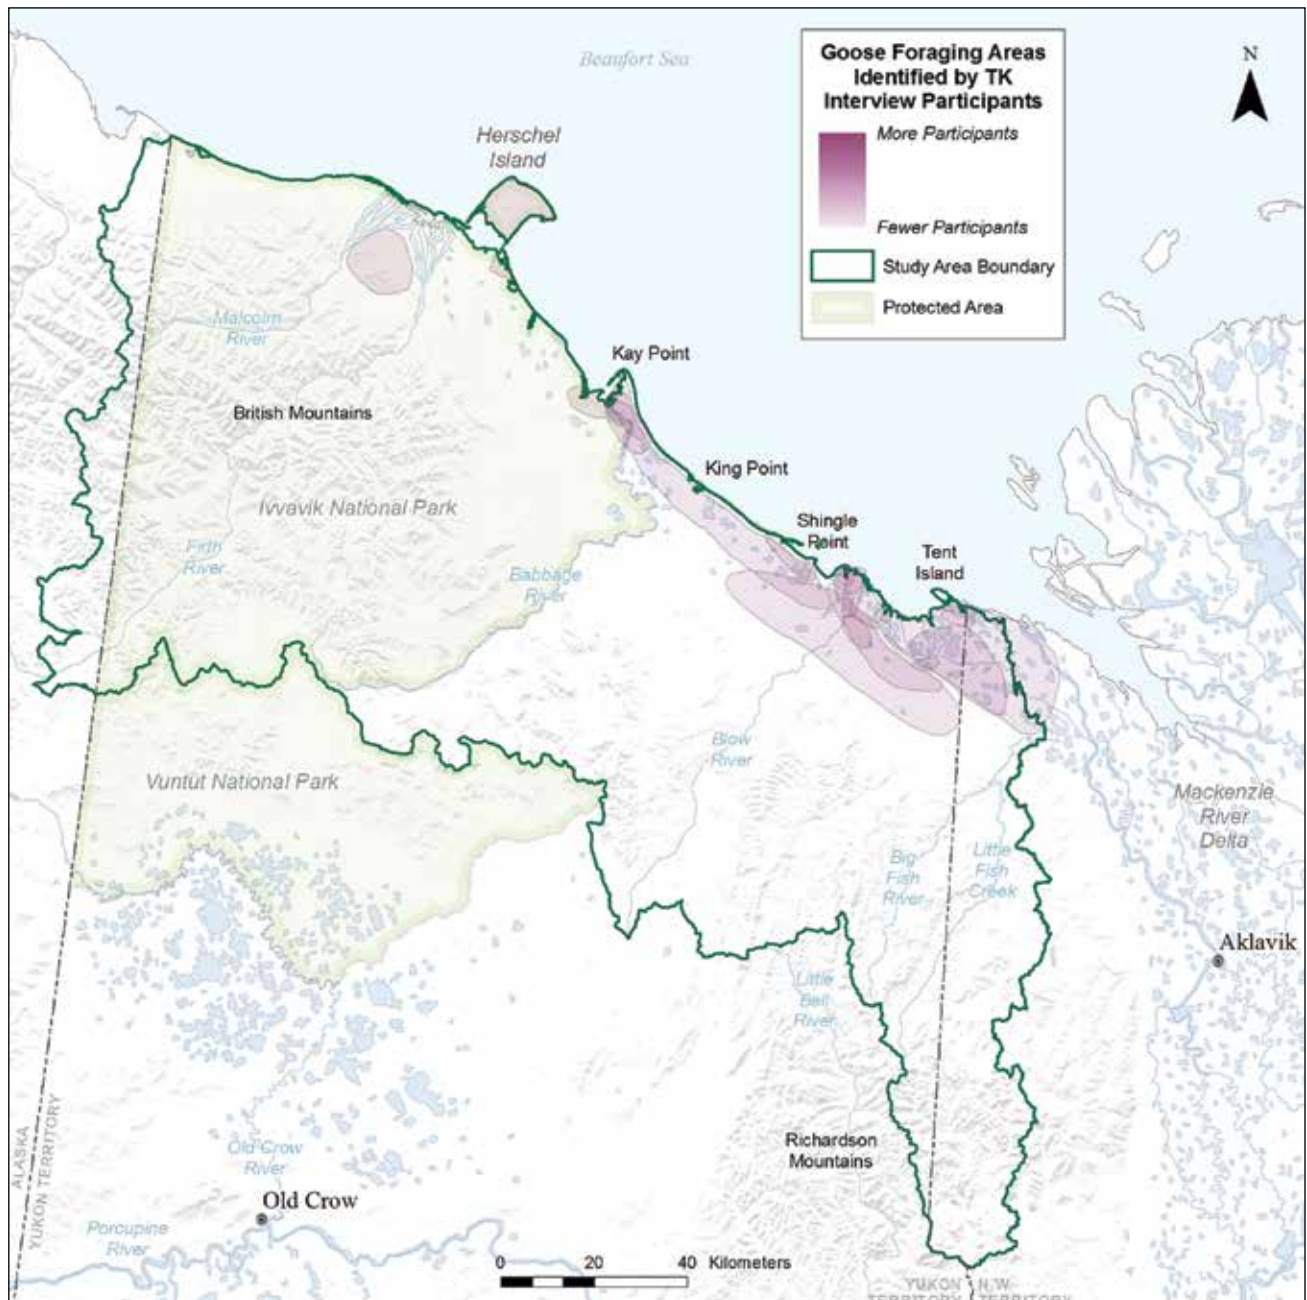 Beaufort Sea
Goose Foraging Areas
Identified by TK
Interview Participants
More Participants
Fewer Participants
Study Area Boundary
Protected Area
N
Herschel
Island
Malcolm
River
Kay Point
British Mountains
King Point
Ivvavik National Park
Shingle
Point
Firth
River
Tent
Island
Babbage
River
Blow
River
Vuntut National Park
Mackenzie
River
Delta
Big
Fish
River
Little
Fish
Creek
Aklavik
Little
Bell
River
ALASKA
YUKON TERRITORY
Old Crow
River
Richardson
Mountains
Old Crow
Porcupine
River
0 20 40 Kilometers
YUKON N.W.
TERRITORY TERRITORY